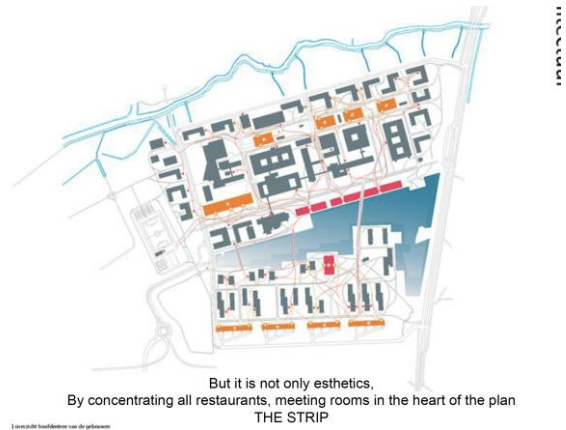 But it is not only esthetics,
By concentrating all restaurants, meeting rooms in the heart of the plan
THE STRIP
overzicht hoofdentree van de gebouwen